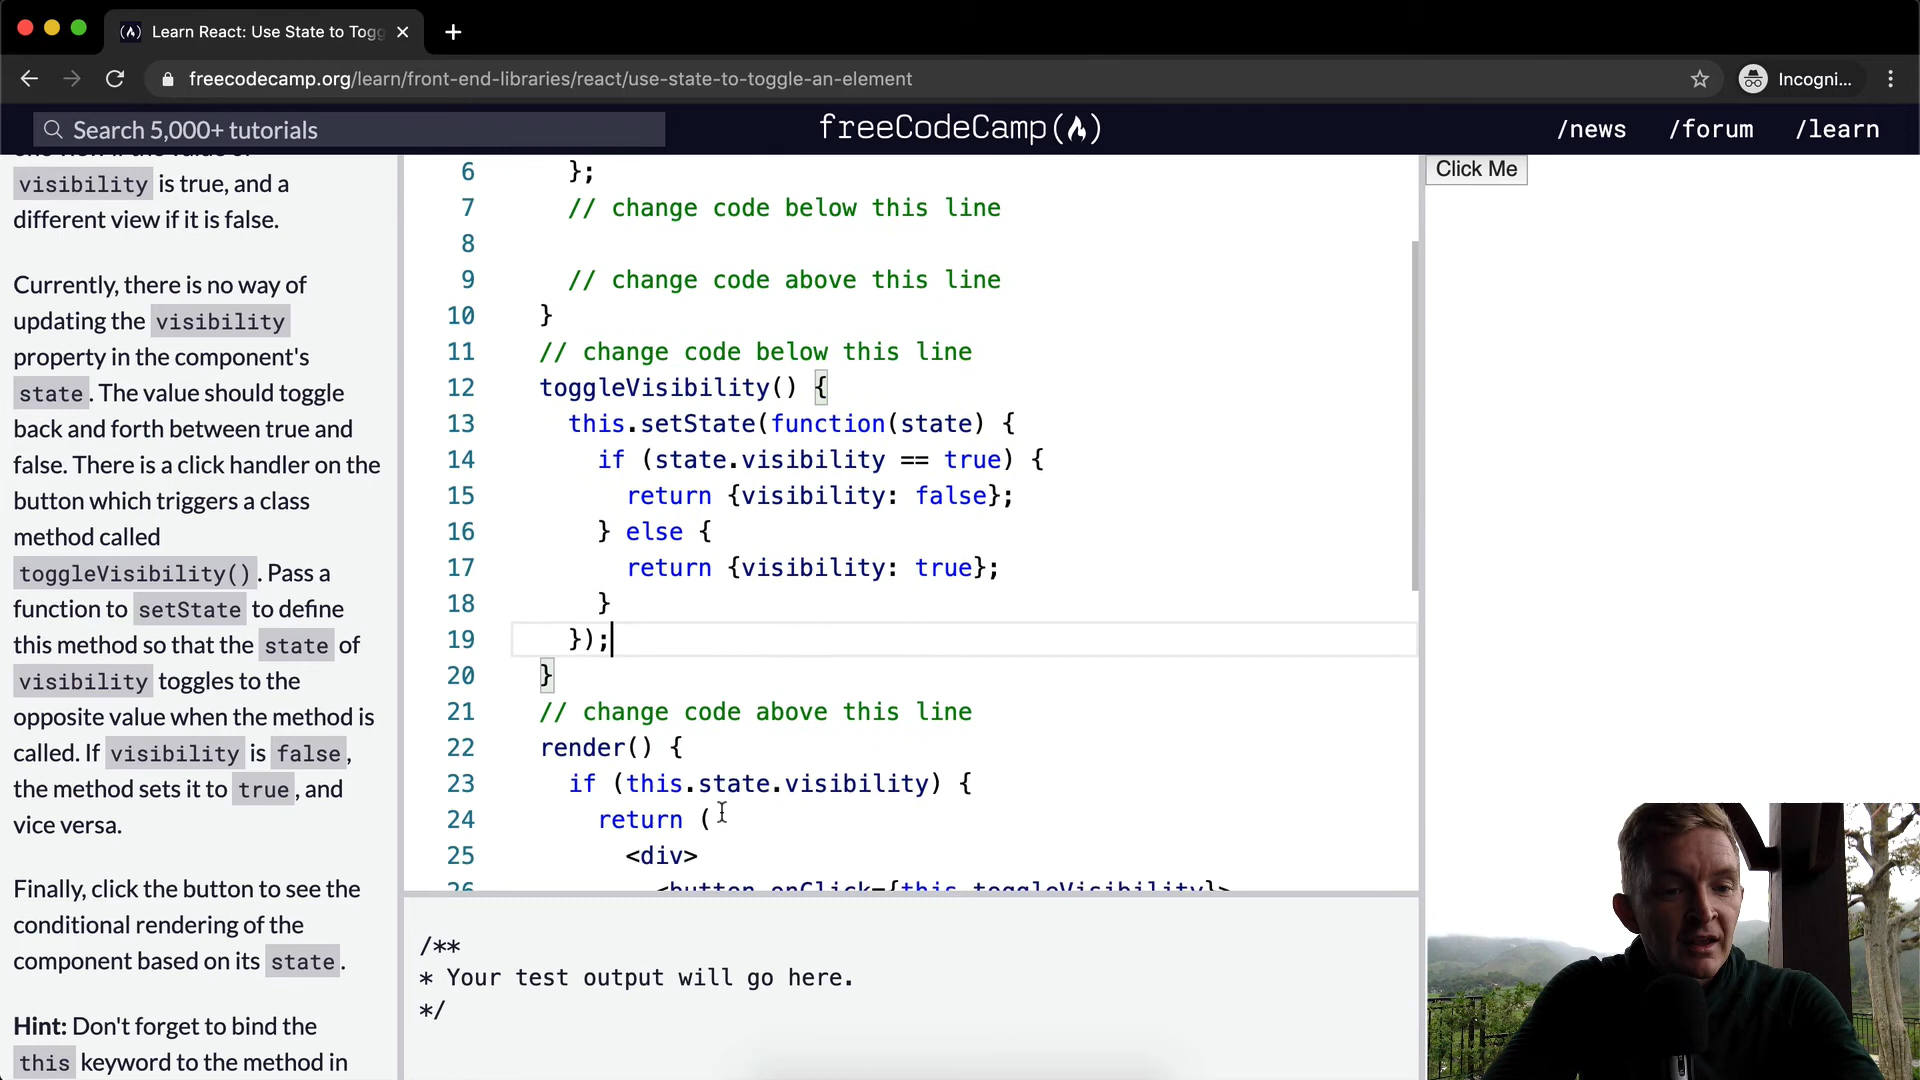 Learn React: Use State to Togg
freecodecamp.org/learn/front-end-libraries/react/use-state-to-toggle-an-element
Incogni...
Search 5,000+ tutorials
freeCodeCamp
/news
/forum
/learn
visibility is true, and a
different view if it is false.
Currently, there is no way of
updating the visibility
property in the component's
state. The value should toggle
back and forth between true and
false. There is a click handler on the
button which triggers a class
method called
toggleVisibility(). Pass a
function to setState to define
this method so that the state of
visibility toggles to the
opposite value when the method is
called. If visibility is false,
the method sets it to true, and
vice versa.
Finally, click the button to see the
conditional rendering of the
component based on its state.
Hint: Don't forget to bind the
this keyword to the method in
6 };
7 // change code below this line
8
9 // change code above this line
10 }
11 // change code below this line
12 toggleVisibility() {
13 this.setState(function(state) {
14 if (state.visibility == true) {
15 return {visibility: false};
16 } else {
17 return {visibility: true};
18 }
19 });
20 }
21 // change code above this line
22 render() {
23 if (this.state.visibility) {
24 return (
25 <div>
26 <button onClick={this.toggleVisibility}>
/**
* Your test output will go here.
*/
Click Me